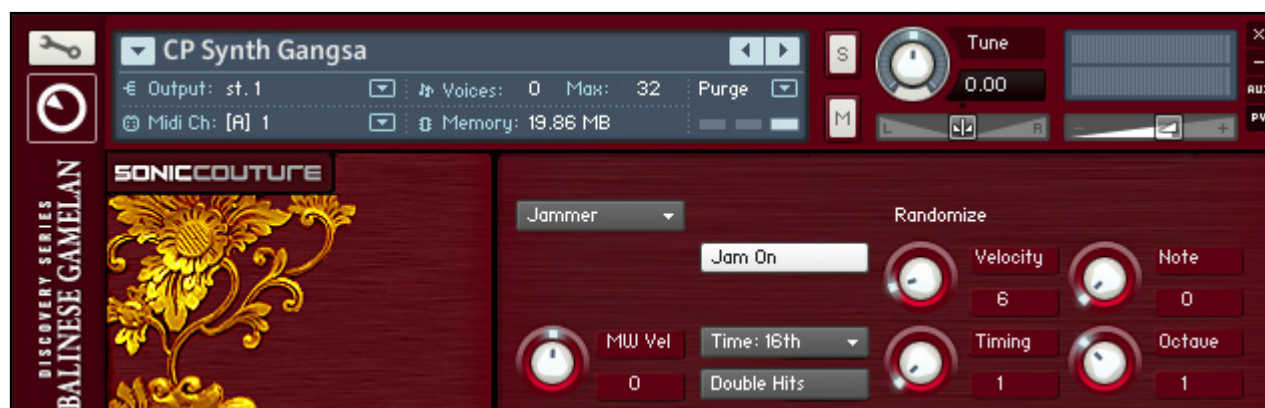 CP Synth Gangsa
Output: st. 1
Voices: 0 Max: 32
Purge
Midi Ch: [A] 1
Memory: 19.86 MB
S
M
Tune
0.00
L
R
-
+
×
-
AUX
PV
DISCOVERY SERIES
BALINESE GAMELAN
SONICCOUTURE
Jammer
Randomize
Jam On
Velocity
6
Note
0
MW Vel
0
Time: 16th
Double Hits
Timing
1
Octave
1